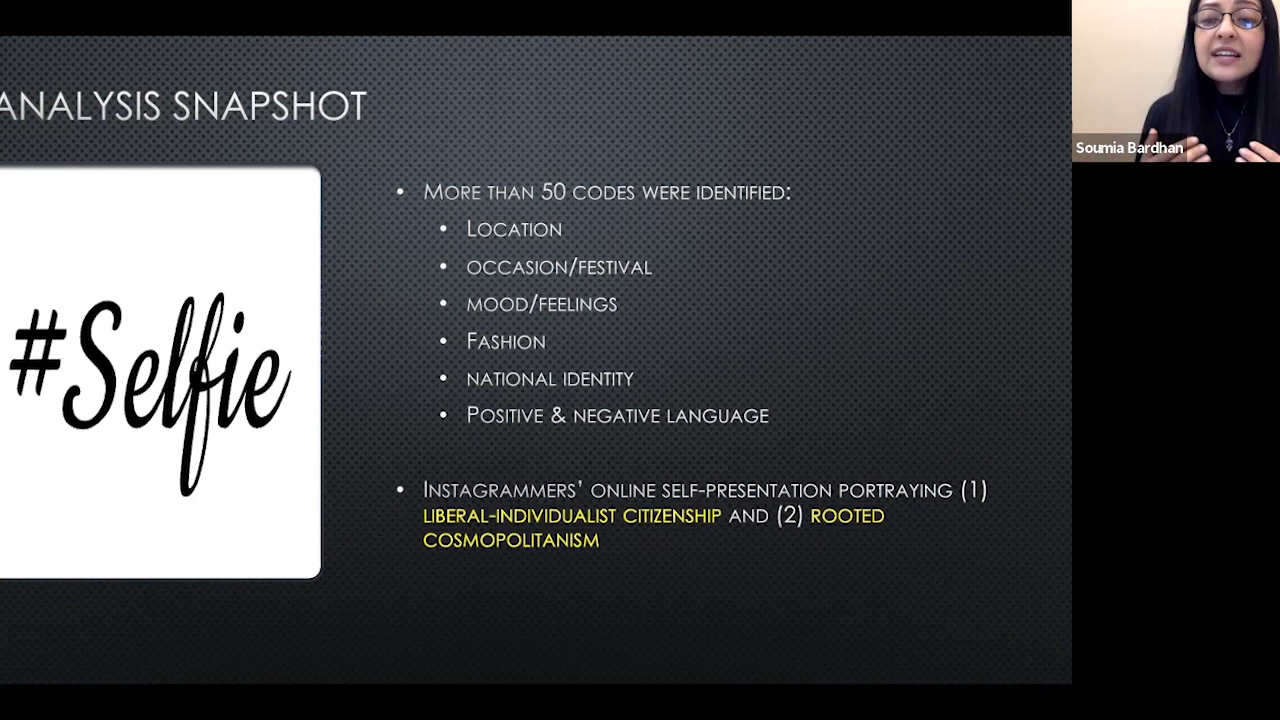 ANALYSIS SNAPSHOT
Soumia Bardhan
#Selfie
• MORE THAN 50 CODES WERE IDENTIFIED:
• LOCATION
• OCCASION/FESTIVAL
• MOOD/FEELINGS
• FASHION
• NATIONAL IDENTITY
• POSITIVE & NEGATIVE LANGUAGE
• INSTAGRAMMERS' ONLINE SELF-PRESENTATION PORTRAYING (1)
LIBERAL-INDIVIDUALIST CITIZENSHIP AND (2) ROOTED
COSMOPOLITANISM